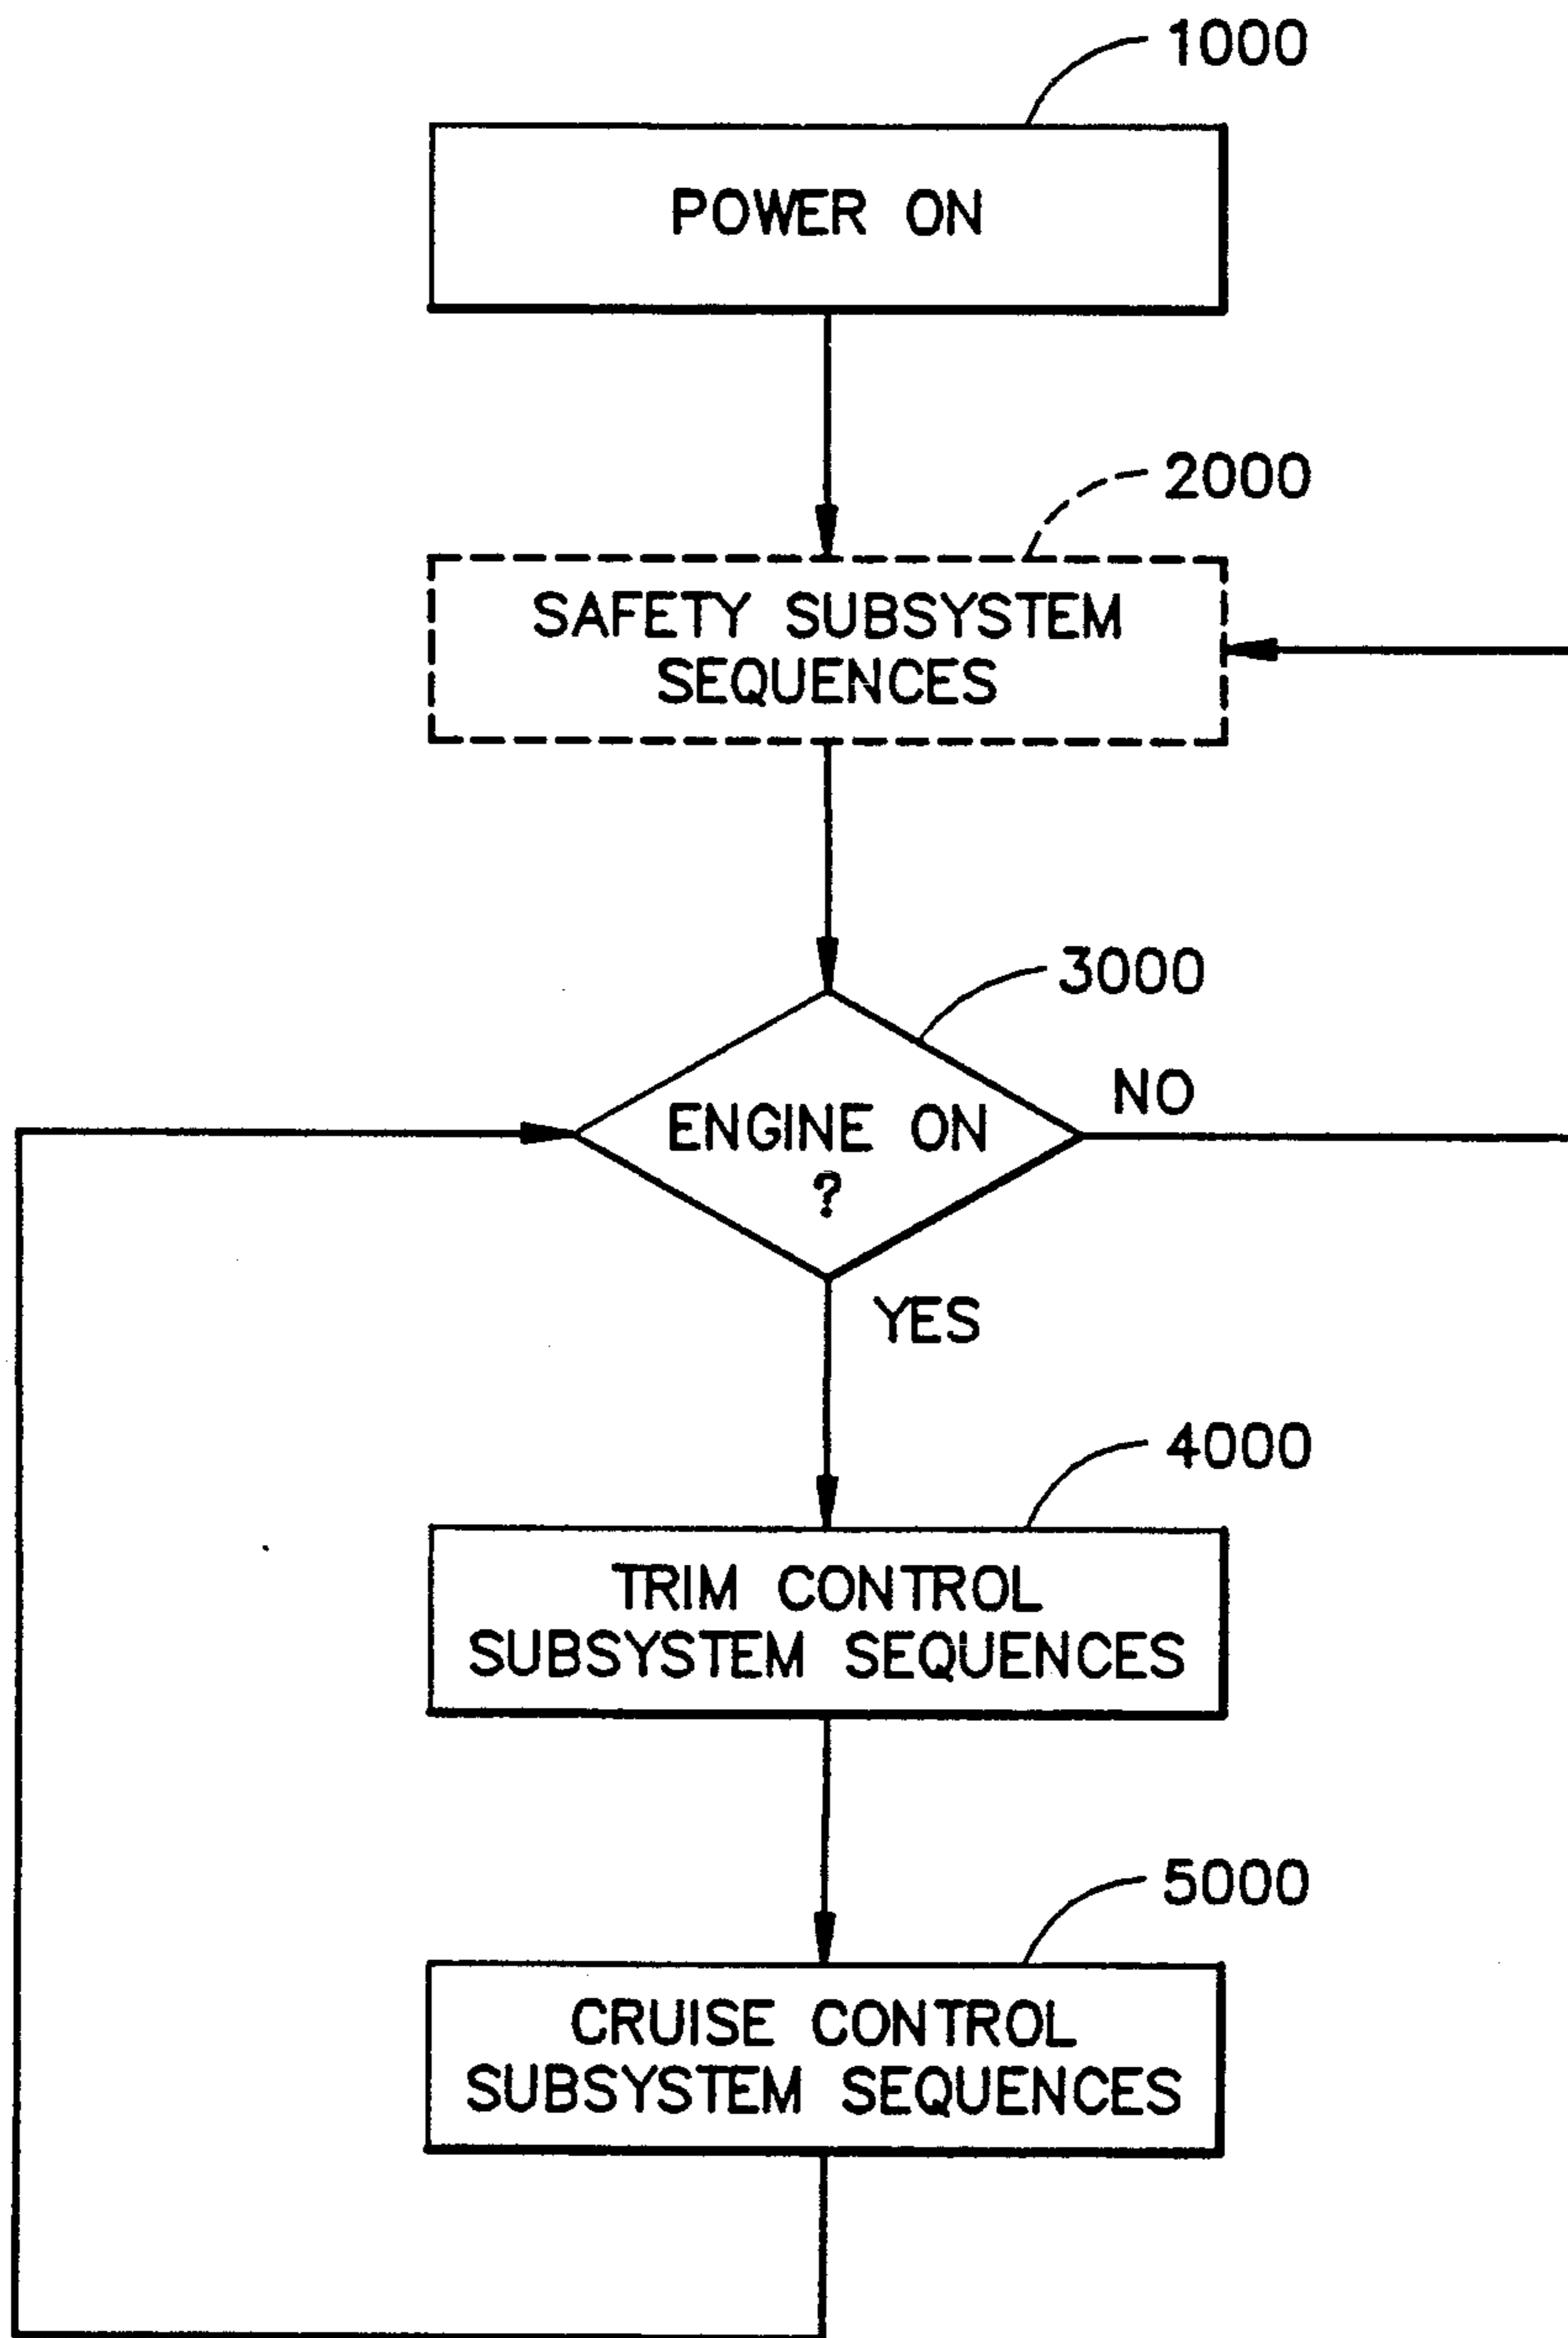 1000
POWER ON
2000
SAFETY SUBSYSTEM
SEQUENCES
3000
NO
ENGINE ON
?
YES
4000
TRIM CONTROL
SUBSYSTEM SEQUENCES
5000
CRUISE CONTROL
SUBSYSTEM SEQUENCES